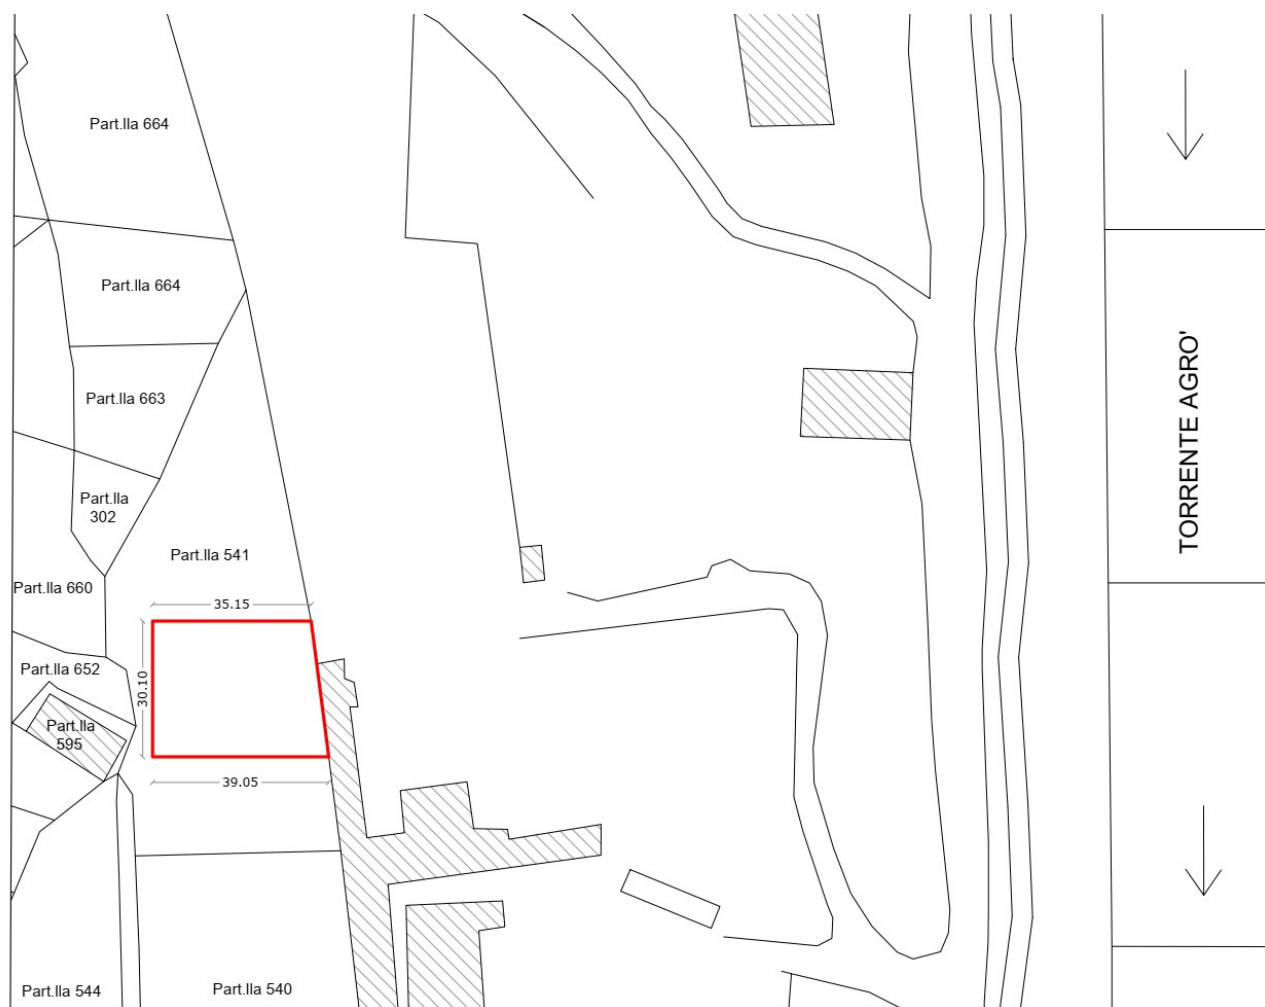 Part.lla 664
Part.lla 664
Part.lla 663
Part.lla
302
Part.lla 541
Part.lla 660
35.15
Part.lla 652
30.10
Part.lla
595
39.05
Part.lla 544
Part.lla 540
TORRENTE AGRO'